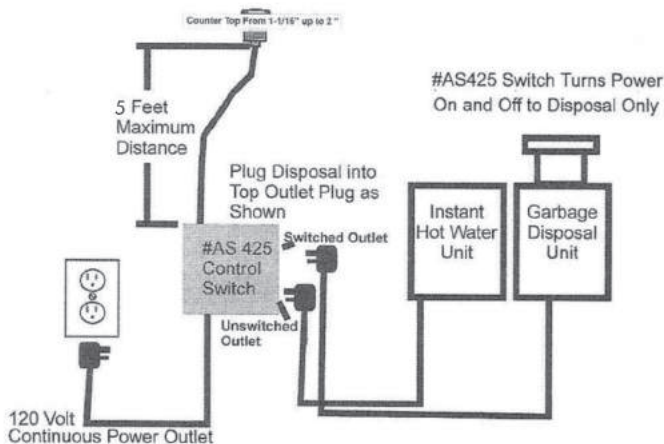 Counter Top From 1-1/16" up to 2 "
5 Feet
Maximum
Distance
#AS425 Switch Turns Power
On and Off to Disposal Only
Plug Disposal into
Top Outlet Plug as
Shown
Switched Outlet
#AS 425
Control
Switch
Unswitched
Outlet
Instant
Hot Water
Unit
Garbage
Disposal
Unit
120 Volt
Continuous Power Outlet